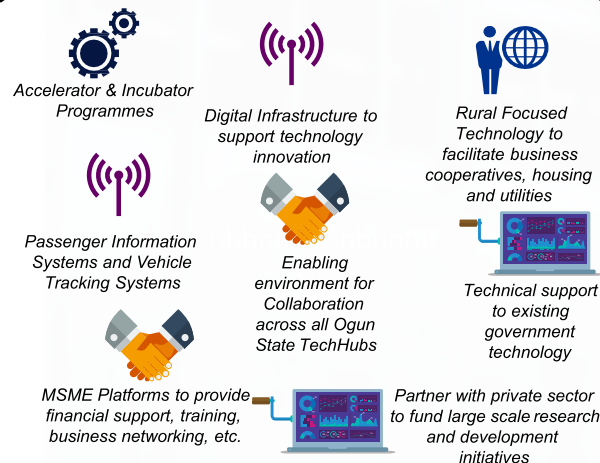 Accelerator & Incubator
Programmes
Digital Infrastructure to
support technology
innovation
Rural Focused
Technology to
facilitate business
cooperatives, housing
and utilities
Passenger Information
Systems and Vehicle
Tracking Systems
Enabling
environment for
Collaboration
across all Ogun
State TechHubs
Technical support
to existing
government
technology
MSME Platforms to provide
financial support, training,
business networking, etc.
Partner with private sector
to fund large scale research
and development
initiatives